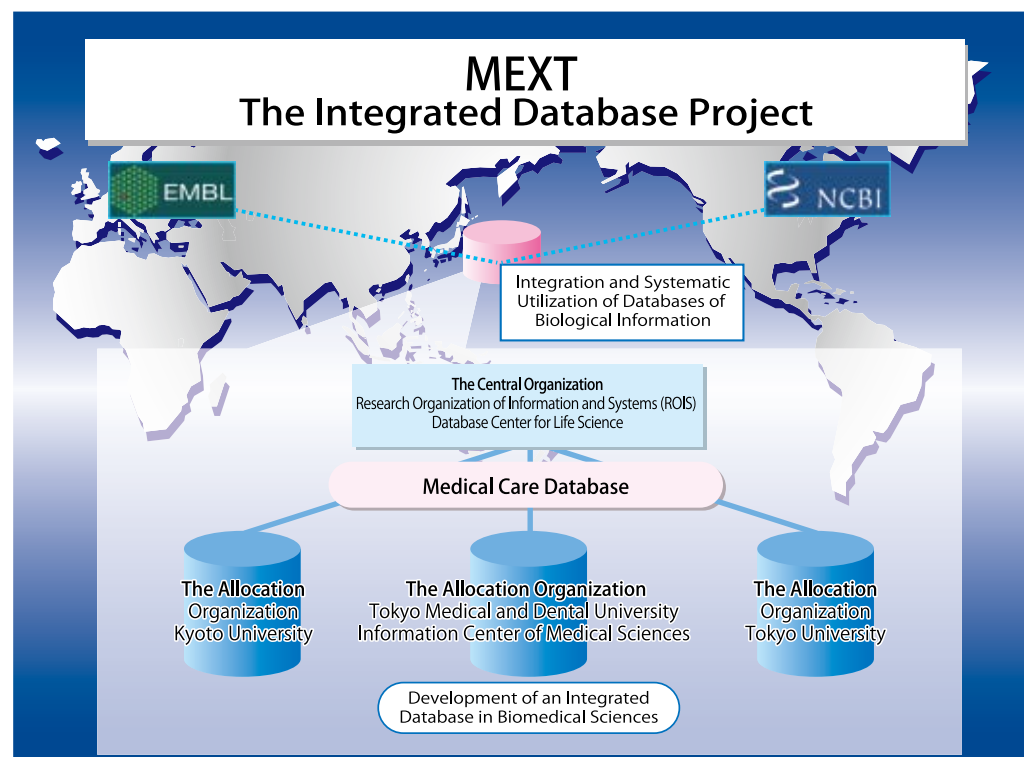 MEXT
The Integrated Database Project
EMBL
NCBI
Integration and Systematic
Utilization of Databases of
Biological Information
The Central Organization
Research Organization of Information and Systems (ROIS)
Database Center for Life Science
Medical Care Database
The Allocation
Organization
Kyoto University
The Allocation Organization
Tokyo Medical and Dental University
Information Center of Medical Sciences
The Allocation
Organization
Tokyo University
Development of an Integrated
Database in Biomedical Sciences